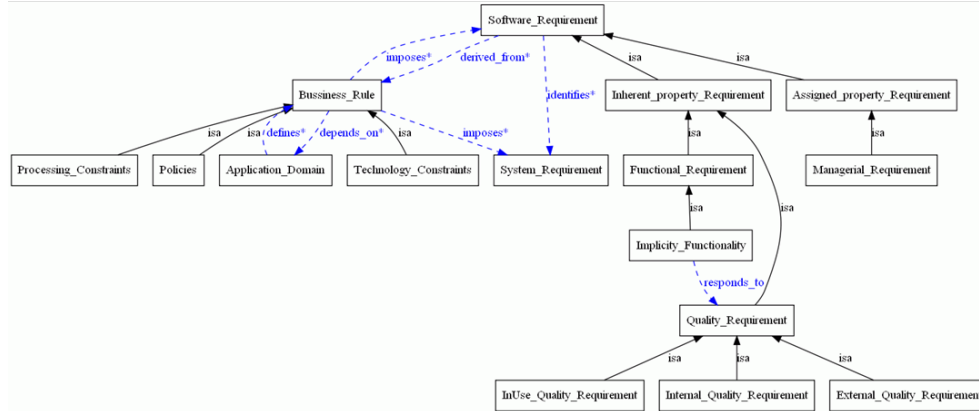 Software_Requirement
isa
imposes*
derived_from*
isa
Bussiness_Rule
identifies*
Inherent_property_Requirement
Assigned_property_Requirement
isa
isa
defines*
depends_on*
isa
imposes*
isa
isa
Processing_Constraints
Policies
Application_Domain
Technology_Constraints
System_Requirement
Functional_Requirement
Managerial_Requirement
isa
isa
Implicity_Functionality
responds_to
Quality_Requirement
isa
isa
isa
InUse_Quality_Requirement
Internal_Quality_Requirement
External_Quality_Requirement